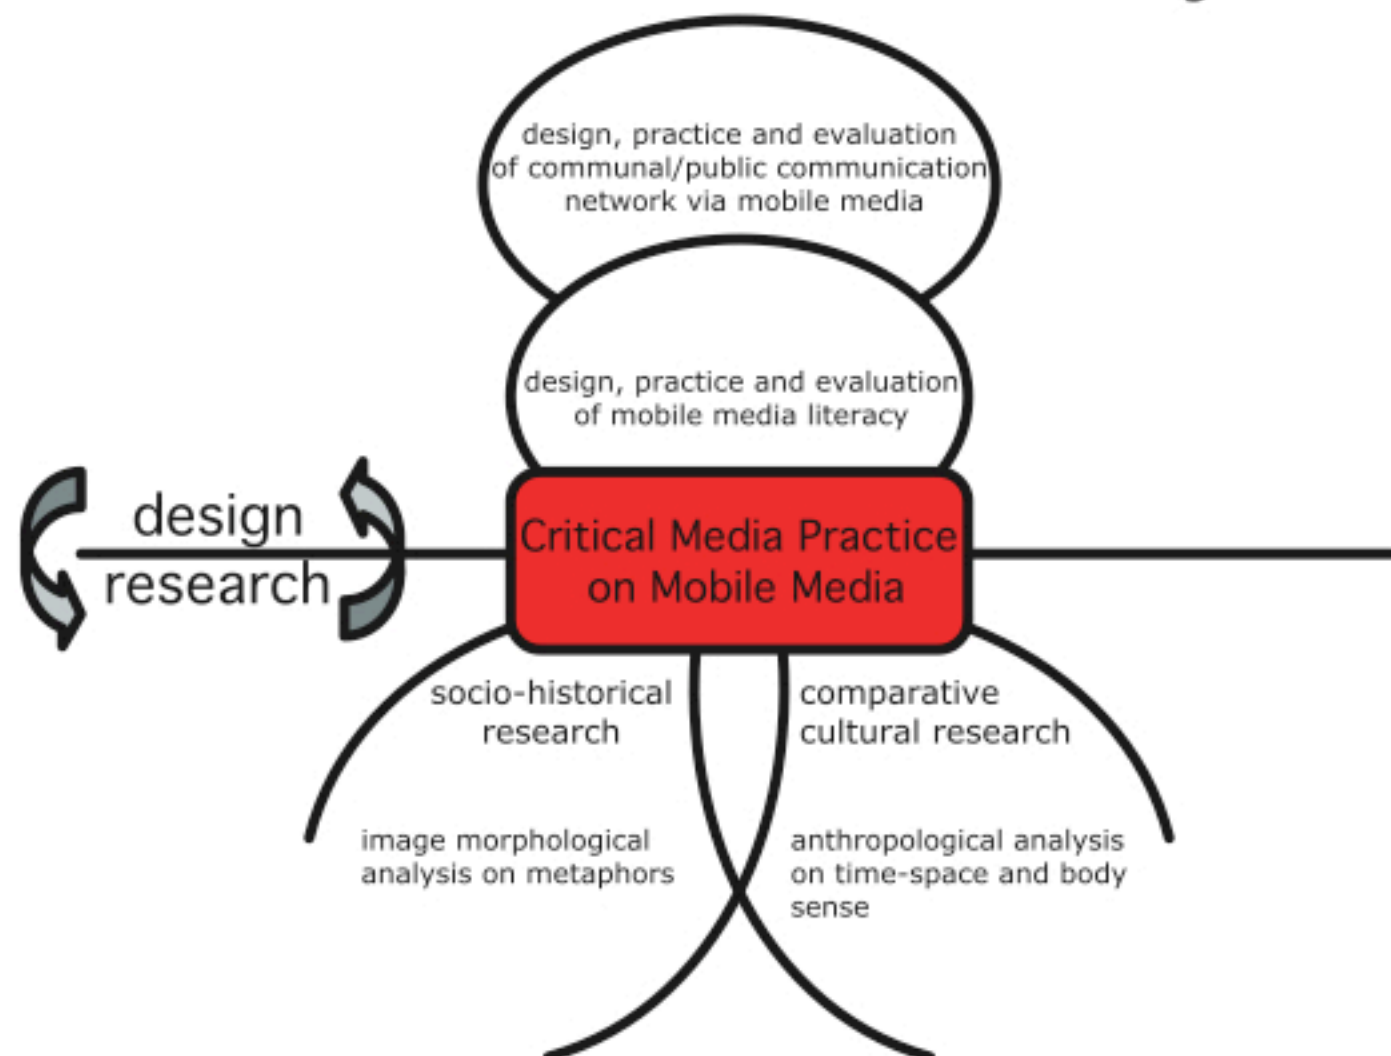 design, practice and evaluation
of communal/public communication
network via mobile media
design, practice and evaluation
of mobile media literacy
design
research
Critical Media Practice
on Mobile Media
socio-historical
research
comparative
cultural research
image morphological
analysis on metaphors
anthropological analysis
on time-space and body
sense